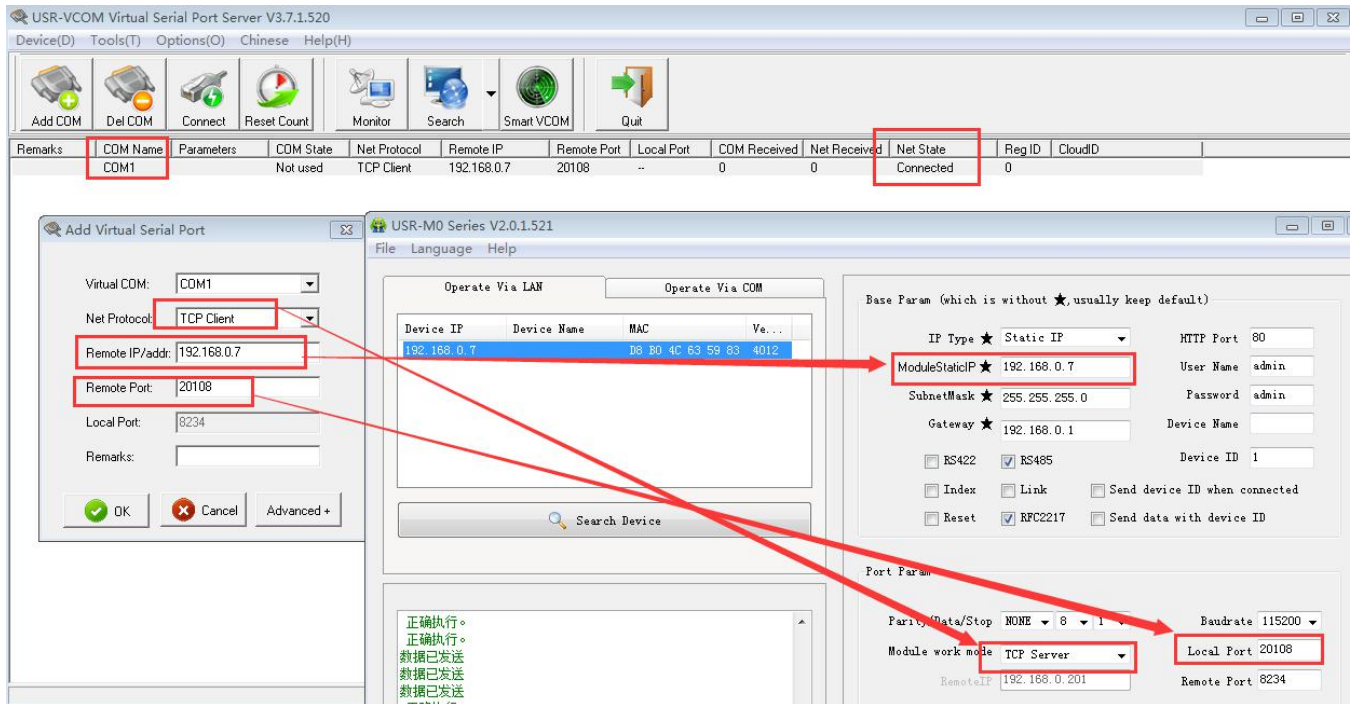 USR-VCOM Virtual Serial Port Server V3.7.1.520
Device(D) Tools(T) Options(O) Chinese Help(H)
Add COM Del COM Connect Reset Count Monitor Search Smart VCOM Quit
Remarks COM Name Parameters COM State Net Protocol Remote IP Remote Port Local Port COM Received Net Received Net State Reg ID CloudID
COM1 Not used TCP Client 192.168.0.7 20108 -- 0 0 Connected 0
Add Virtual Serial Port
Virtual COM: COM1
Net Protocol: TCP Client
Remote IP/addr: 192.168.0.7
Remote Port: 20108
Local Port: 8234
Remarks:
OK Cancel Advanced +
USR-M0 Series V2.0.1.521
File Language Help
Operate Via LAN Operate Via COM
Device IP Device Name MAC Ve...
192.168.0.7 D8 B0 4C 63 59 83 4012
Search Device
正确执行。
正确执行。
数据已发送
数据已发送
数据已发送
Base Param (which is without ★,usually keep default)
IP Type ★ Static IP HTTP Port 80
ModuleStaticIP ★ 192.168.0.7 User Name admin
SubnetMask ★ 255.255.255.0 Password admin
Gateway ★ 192.168.0.1 Device Name
RS422 RS485 Device ID 1
Index Link Send device ID when connected
Reset RFC2217 Send data with device ID
Port Param
Parity/Data/Stop NONE 8 1 Baudrate 115200
Module work mode TCP Server Local Port 20108
RemoteIP 192.168.0.201 Remote Port 8234